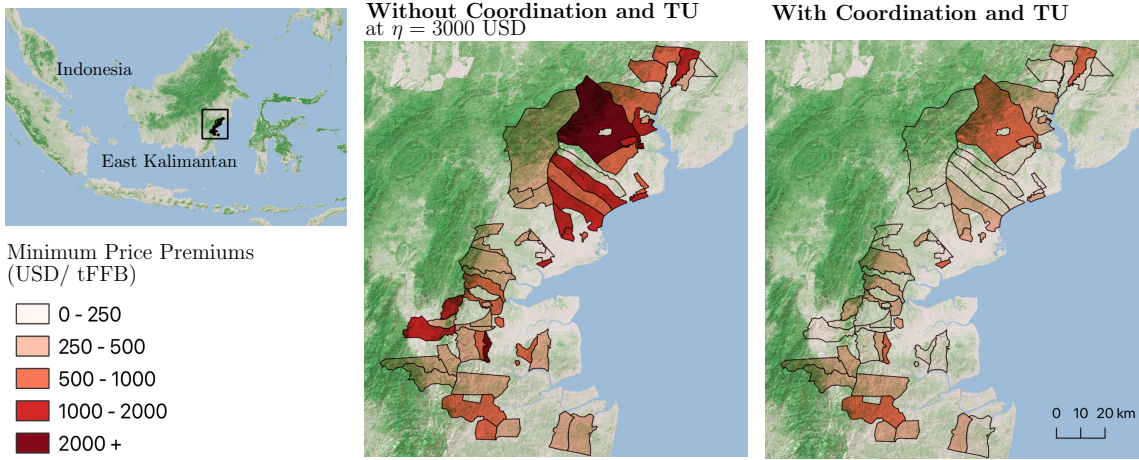 Indonesia
East Kalimantan
Minimum Price Premiums
(USD/ tFFB)
0 - 250
250 - 500
500 - 1000
1000 - 2000
2000 +
Without Coordination and TU
at η = 3000 USD
With Coordination and TU
0 10 20 km